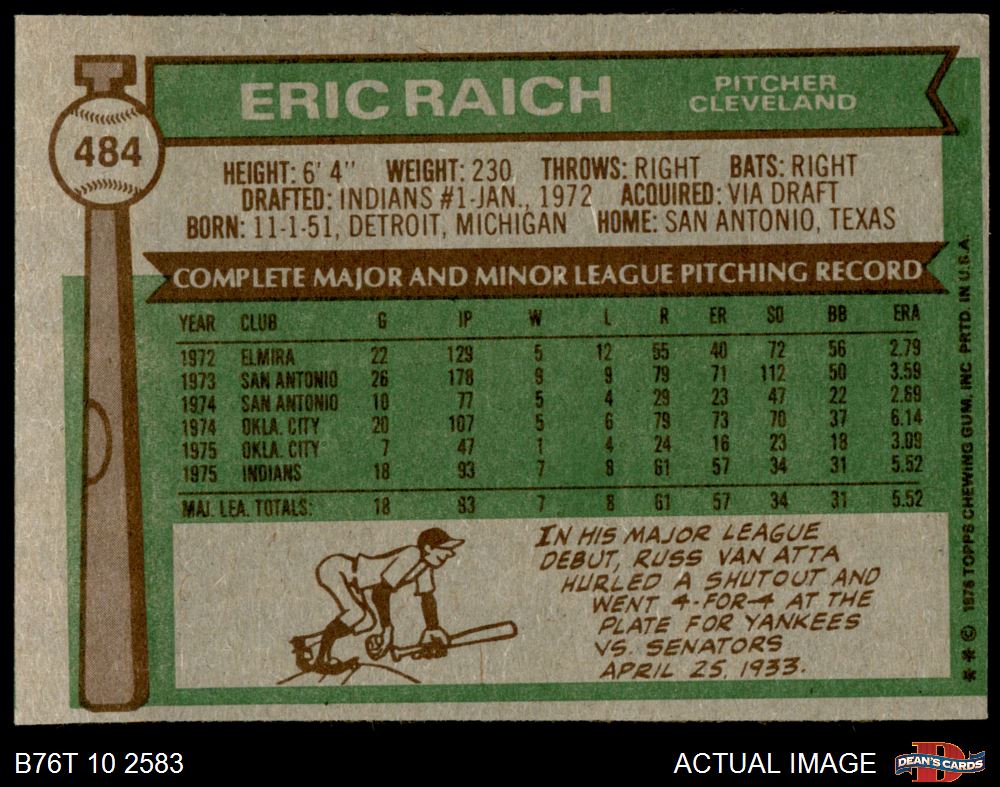 484
ERIC RAICH
PITCHER
CLEVELAND
HEIGHT: 6' 4" WEIGHT: 230 THROWS: RIGHT BATS: RIGHT
DRAFTED: INDIANS #1-JAN., 1972 ACQUIRED: VIA DRAFT
BORN: 11-1-51, DETROIT, MICHIGAN HOME: SAN ANTONIO, TEXAS
COMPLETE MAJOR AND MINOR LEAGUE PITCHING RECORD
YEAR CLUB G IP W L R ER SO BB ERA
1972 ELMIRA 22 129 5 12 55 40 72 56 2.79
1973 SAN ANTONIO 26 178 9 9 79 71 112 50 3.59
1974 SAN ANTONIO 10 77 5 4 29 23 47 22 2.69
1974 OKLA. CITY 20 107 5 6 79 73 70 37 6.14
1975 OKLA. CITY 7 47 1 4 24 16 23 18 3.09
1975 INDIANS 18 93 7 8 61 57 34 31 5.52
MAJ. LEA. TOTALS: 18 93 7 8 61 57 34 31 5.52
IN HIS MAJOR LEAGUE
DEBUT, RUSS VAN ATTA
HURLED A SHUTOUT AND
WENT 4-FOR-4 AT THE
PLATE FOR YANKEES
VS. SENATORS
APRIL 25, 1933.
* * © 1976 TOPPS CHEWING GUM, INC PRTD. IN U.S.A.
B76T 10 2583
ACTUAL IMAGE
DEAN'S CARDS